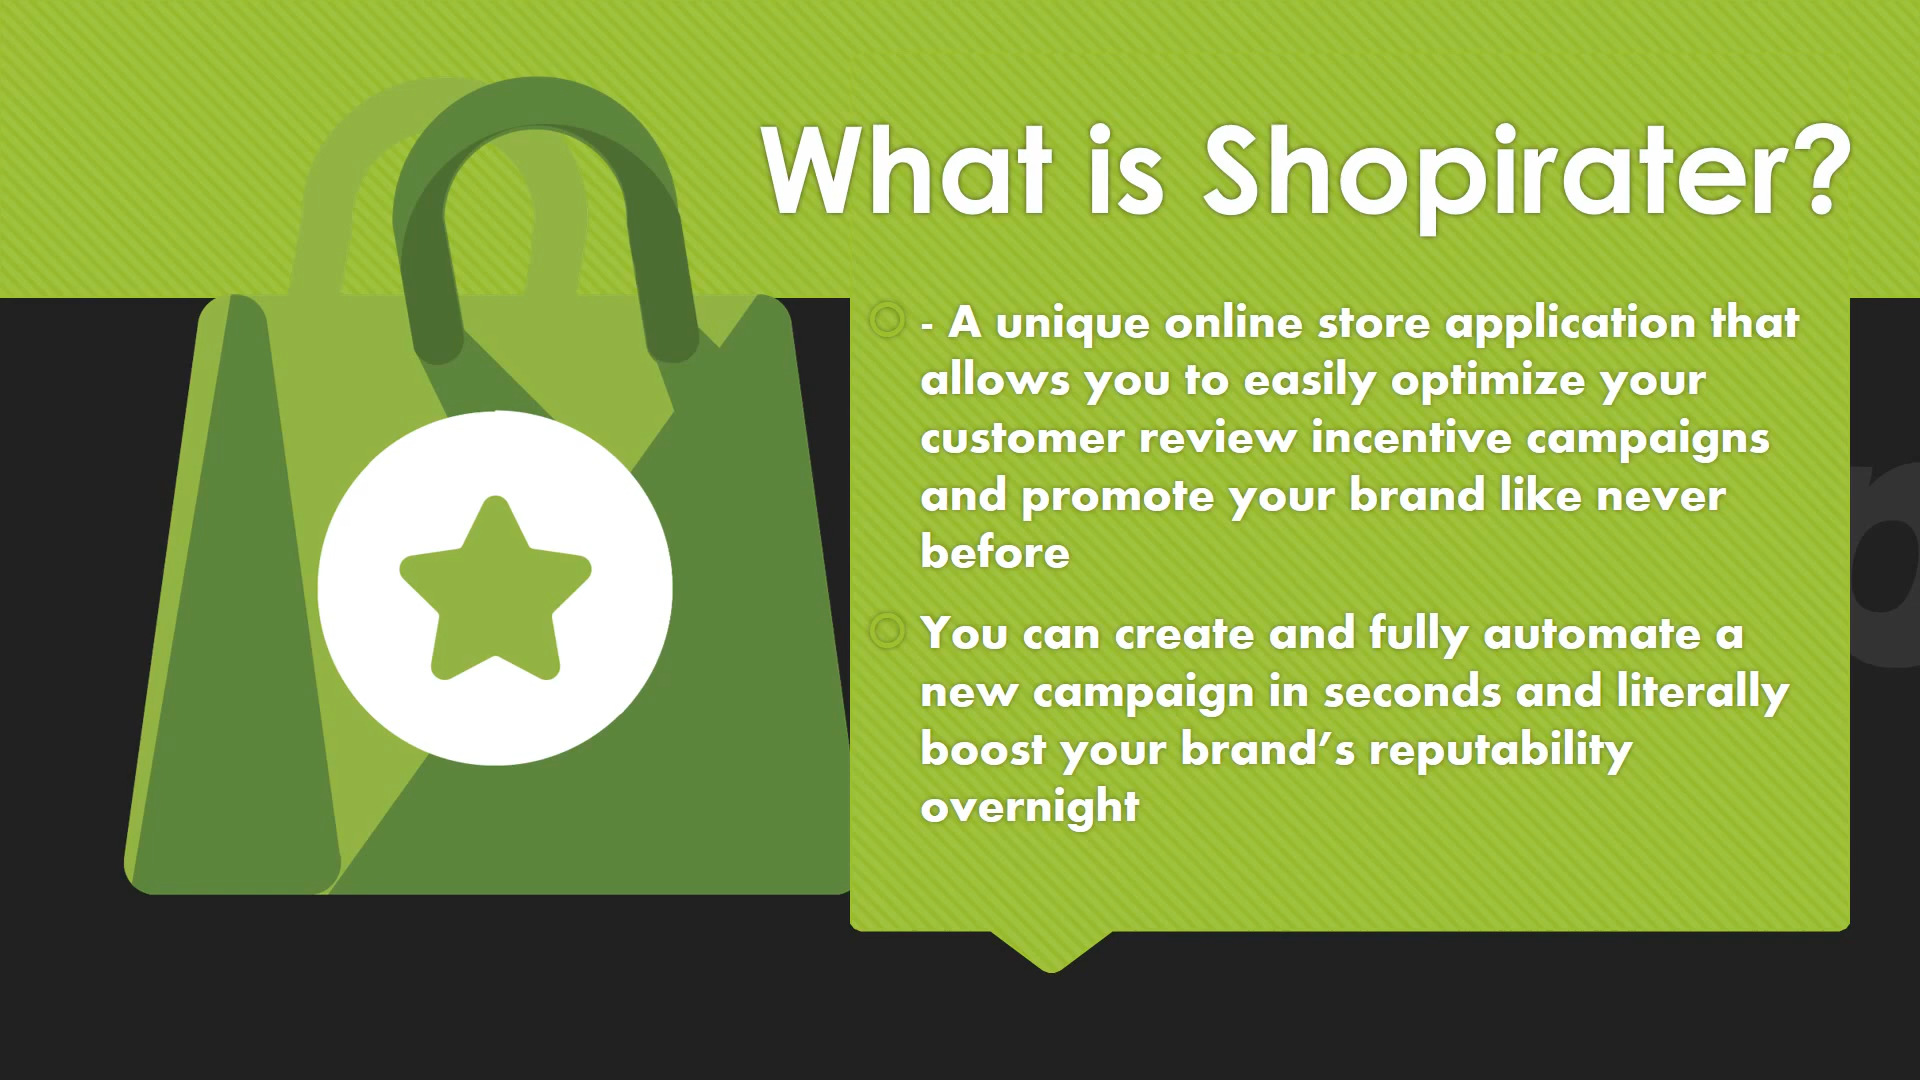 What is Shopirater?
- A unique online store application that
allows you to easily optimize your
customer review incentive campaigns
and promote your brand like never
before
You can create and fully automate a
new campaign in seconds and literally
boost your brand’s reputability
overnight